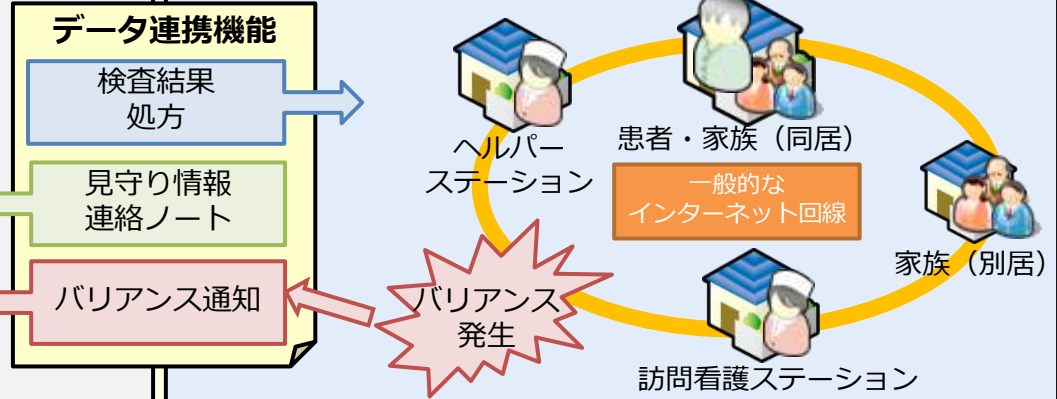 データ連携機能
検査結果
処方
見守り情報
連絡ノート
バリアンス通知
ヘルパー
ステーション
患者・家族（同居）
一般的な
インターネット回線
家族（別居）
バリアンス
発生
訪問看護ステーション